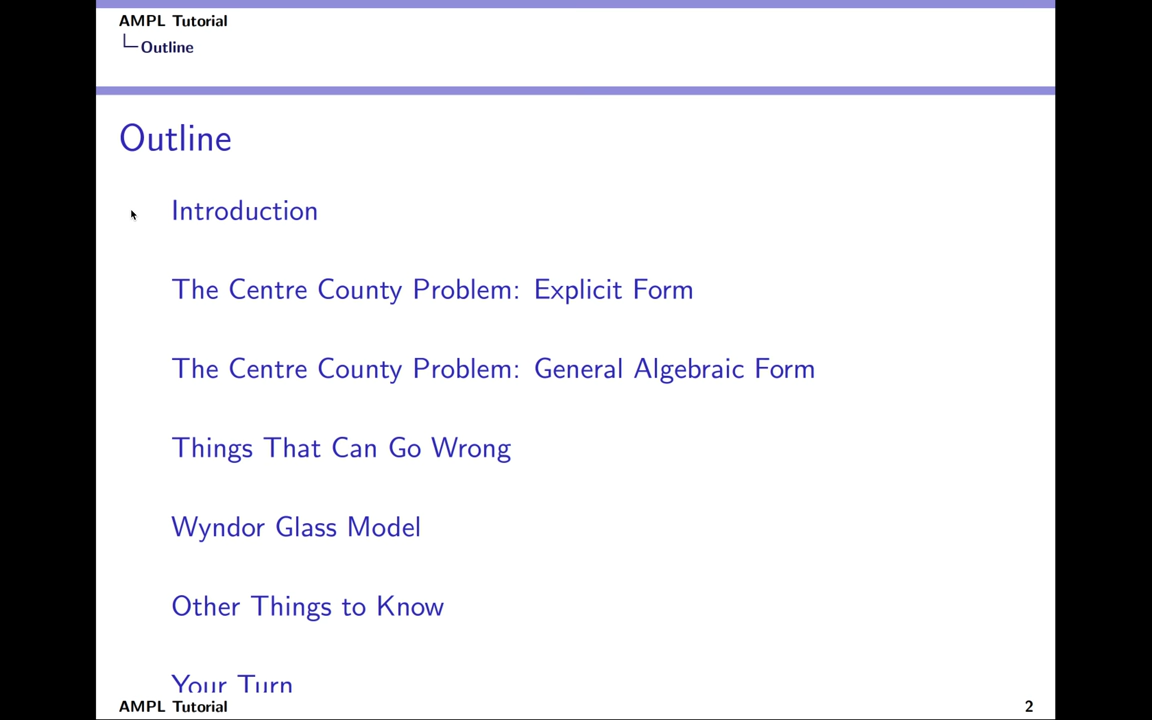 AMPL Tutorial
Outline
Outline
Introduction
The Centre County Problem: Explicit Form
The Centre County Problem: General Algebraic Form
Things That Can Go Wrong
Wyndor Glass Model
Other Things to Know
Your Turn
AMPL Tutorial
2